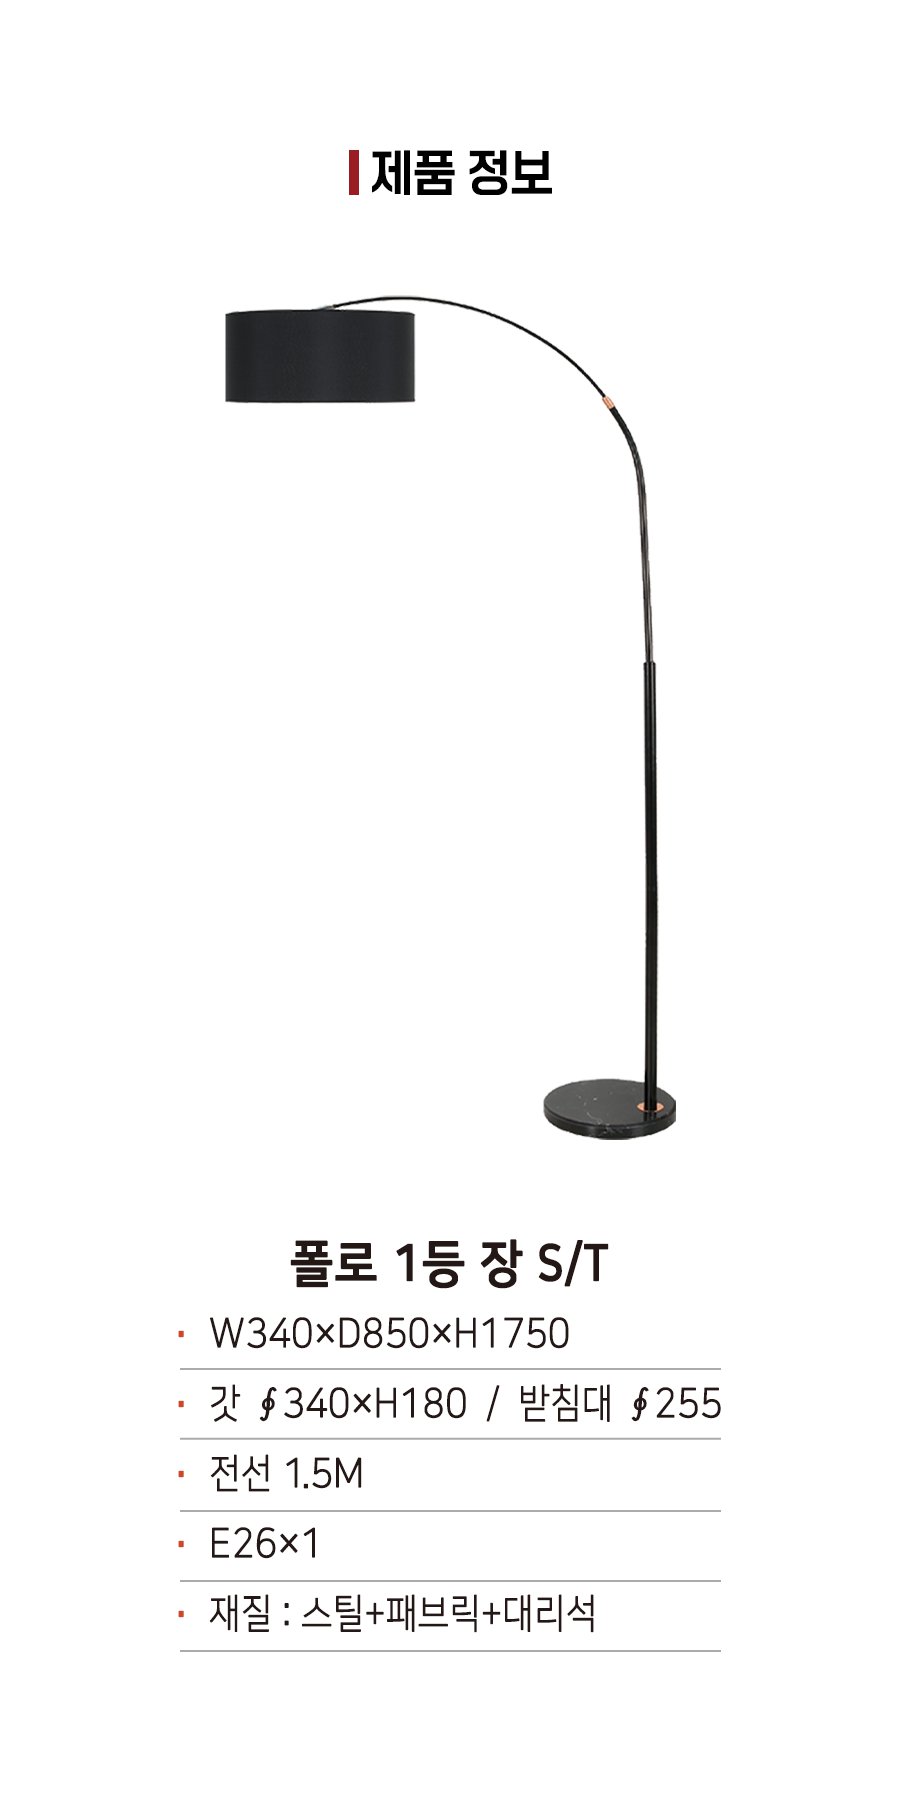 제품 정보
폴로 1등 장 S/T
· W340×D850×H1750
· 갓 ∮340×H180 / 받침대 ∮255
· 전선 1.5M
· E26×1
· 재질 : 스틸+패브릭+대리석